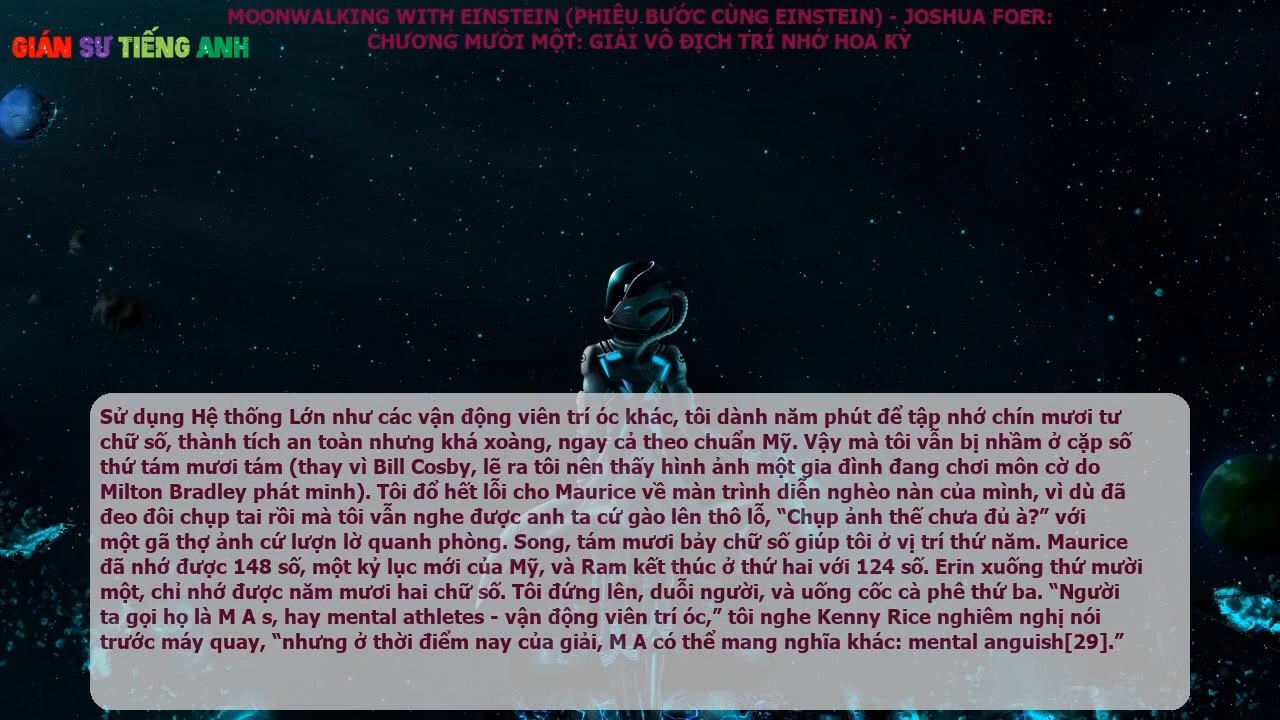 MOONWALKING WITH EINSTEIN (PHIÊU BƯỚC CÙNG EINSTEIN) - JOSHUA FOER:
CHƯƠNG MƯỜI MỘT: GIẢI VÔ ĐỊCH TRÍ NHỚ HOA KỲ
GIÁN SƯ TIẾNG ANH
Sử dụng Hệ thống Lớn như các vận động viên trí óc khác, tôi dành năm phút để tập nhớ chín mươi tư
chữ số, thành tích an toàn nhưng khá xoàng, ngay cả theo chuẩn Mỹ. Vậy mà tôi vẫn bị nhầm ở cặp số
thứ tám mươi tám (thay vì Bill Cosby, lẽ ra tôi nên thấy hình ảnh một gia đình đang chơi môn cờ do
Milton Bradley phát minh). Tôi đổ hết lỗi cho Maurice về màn trình diễn nghèo nàn của mình, vì dù đã
đeo đôi chụp tai rồi mà tôi vẫn nghe được anh ta cứ gào lên thô lỗ, “Chụp ảnh thế chưa đủ à?” với
một gã thợ ảnh cứ lượn lờ quanh phòng. Song, tám mươi bảy chữ số giúp tôi ở vị trí thứ năm. Maurice
đã nhớ được 148 số, một kỷ lục mới của Mỹ, và Ram kết thúc ở thứ hai với 124 số. Erin xuống thứ mười
một, chỉ nhớ được năm mươi hai chữ số. Tôi đứng lên, duỗi người, và uống cốc cà phê thứ ba. “Người
ta gọi họ là M A s, hay mental athletes - vận động viên trí óc,” tôi nghe Kenny Rice nghiêm nghị nói
trước máy quay, “nhưng ở thời điểm nay của giải, M A có thể mang nghĩa khác: mental anguish[29].”